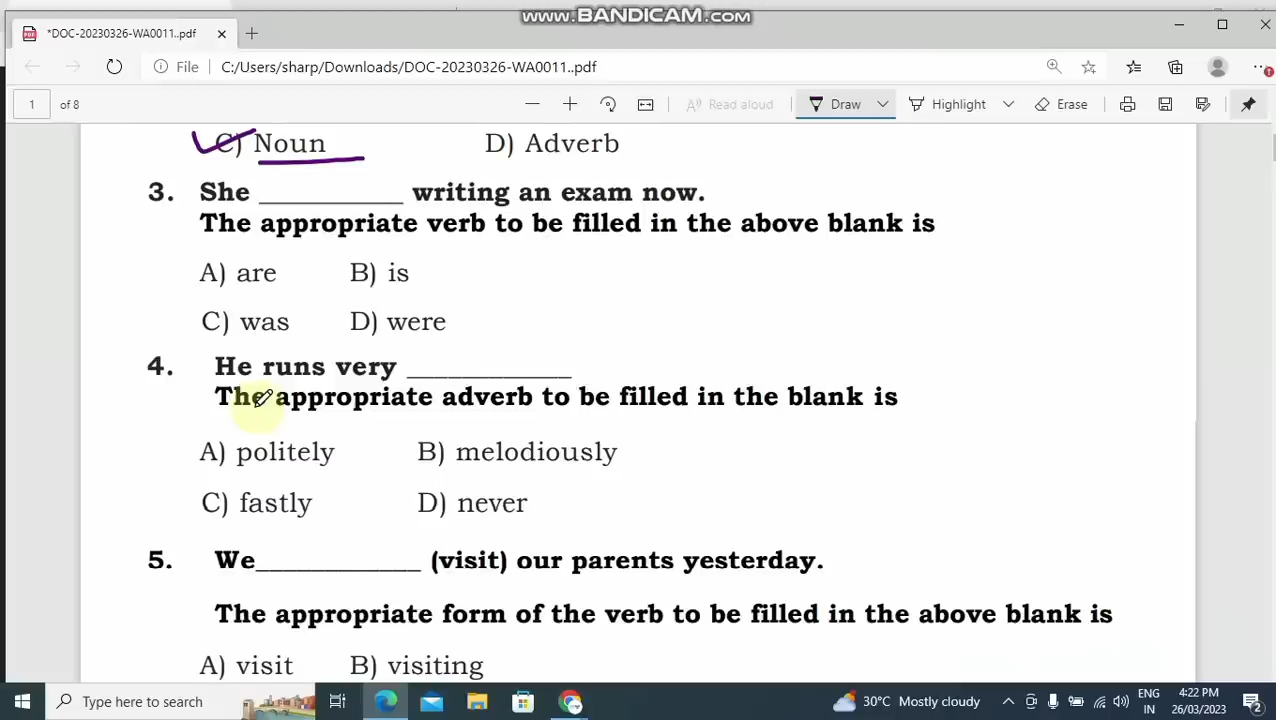 www.BANDICAM.com
*DOC-20230326-WA0011..pdf
File C:/Users/sharp/Downloads/DOC-20230326-WA0011..pdf
1 of 8 Read aloud Draw Highlight Erase
C) Noun D) Adverb
3. She __________ writing an exam now.
The appropriate verb to be filled in the above blank is
A) are B) is
C) was D) were
4. He runs very ____________
The appropriate adverb to be filled in the blank is
A) politely B) melodiously
C) fastly D) never
5. We____________ (visit) our parents yesterday.
The appropriate form of the verb to be filled in the above blank is
A) visit B) visiting
Type here to search 30°C Mostly cloudy ENG IN 4:22 PM 26/03/2023 2